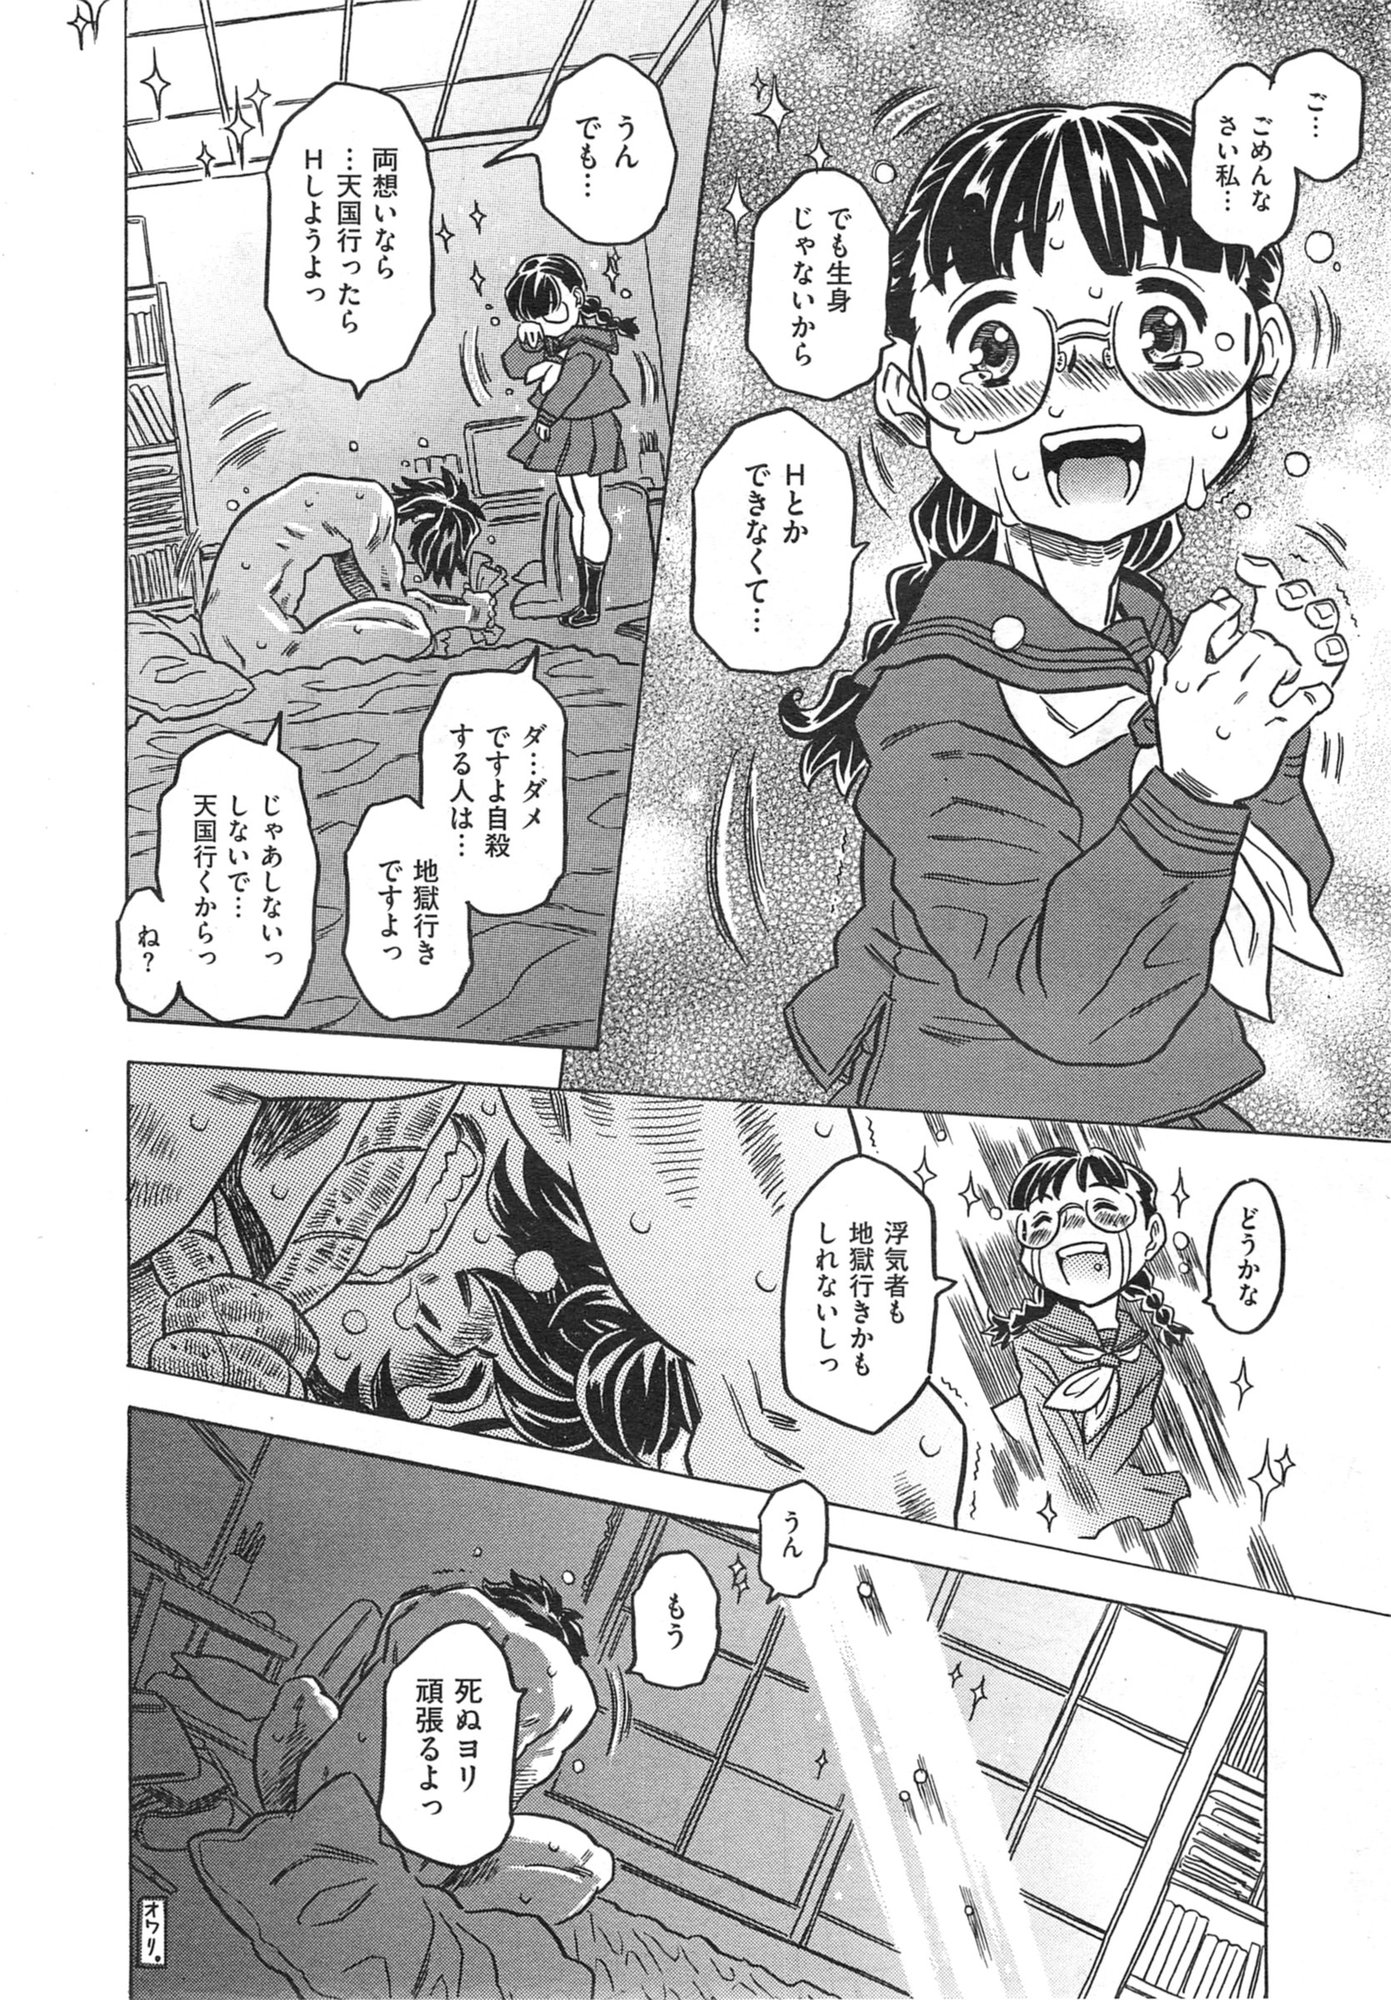 ご…
ごめんな
さい私…
でも生身
じゃないから
Hとか
できなくて…
うん
でも…
両想いなら
…天国行ったら
Hしようよっ
ダ…ダメ
ですよ自殺
する人は…
地獄行き
ですよっ
じゃあしないっ
しないで…
天国行くからっ
ね？
どうかな
浮気者も
地獄行きかも
しれないしっ
うん
もう
死ぬヨリ
頑張るよっ
オワリ。